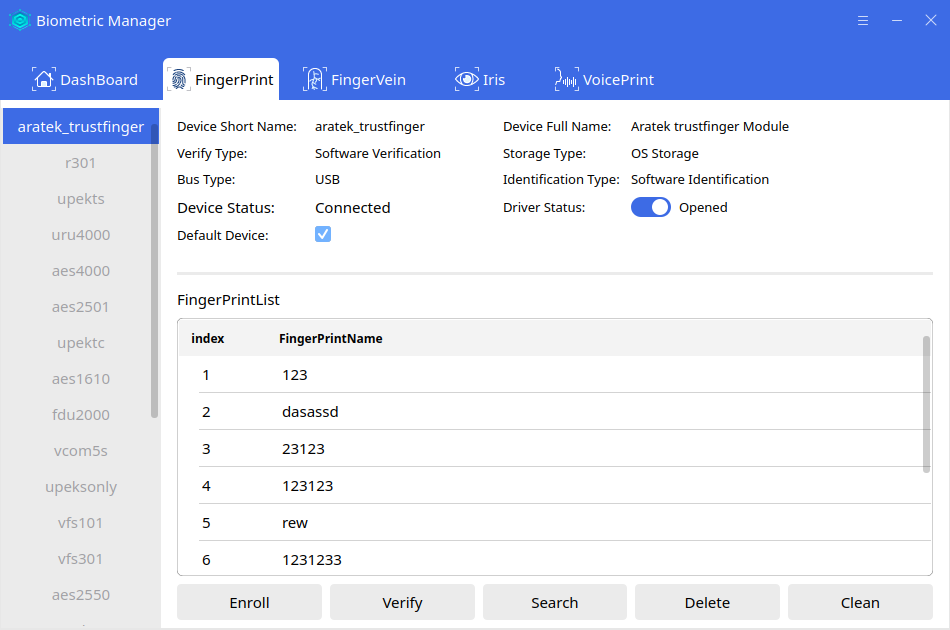 Biometric Manager
DashBoard FingerPrint FingerVein Iris VoicePrint
aratek_trustfinger
r301
upekts
uru4000
aes4000
aes2501
upektc
aes1610
fdu2000
vcom5s
upeksonly
vfs101
vfs301
aes2550
Device Short Name: aratek_trustfinger Device Full Name: Aratek trustfinger Module
Verify Type: Software Verification Storage Type: OS Storage
Bus Type: USB Identification Type: Software Identification
Device Status: Connected Driver Status: Opened
Default Device:
FingerPrintList
index FingerPrintName
1 123
2 dasassd
3 23123
4 123123
5 rew
6 1231233
Enroll Verify Search Delete Clean